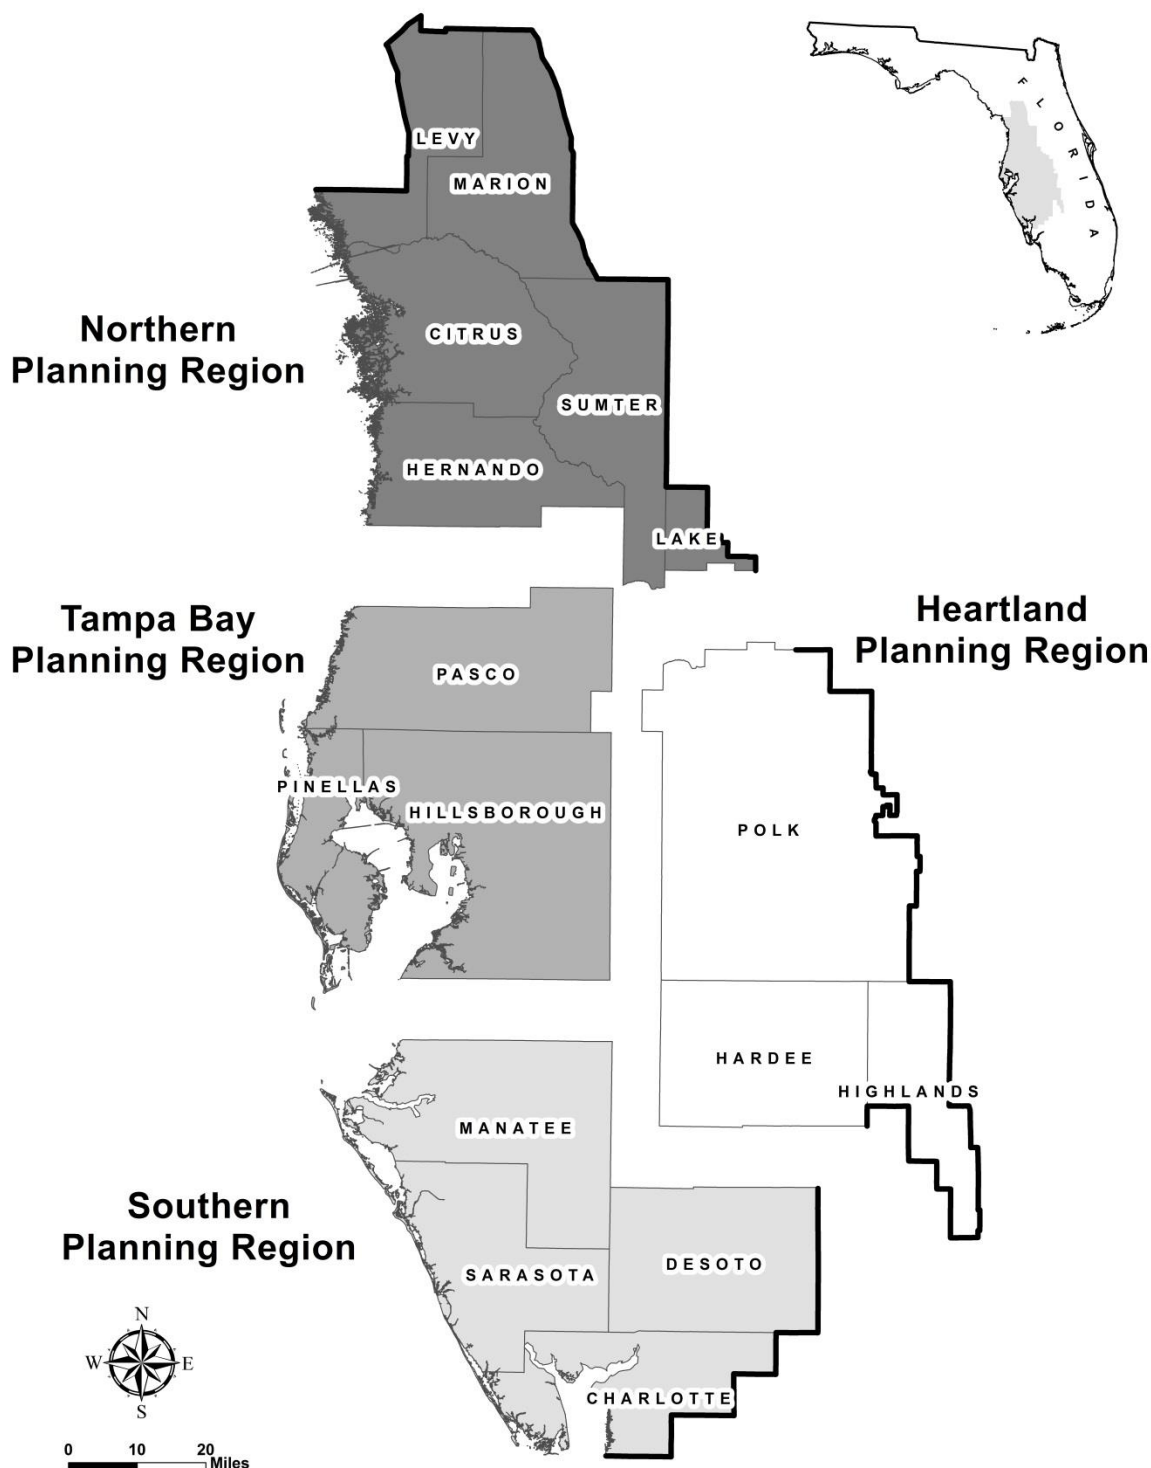 FLORIDA
LEVY
MARION
Northern
Planning Region
CITRUS
SUMTER
HERNANDO
LAKE
Tampa Bay
Planning Region
Heartland
Planning Region
PASCO
PINELLAS
HILLSBOROUGH
POLK
HARDEE
HIGHLANDS
MANATEE
Southern
Planning Region
SARASOTA
DESOTO
CHARLOTTE
N
W E
S
0 10 20
Miles